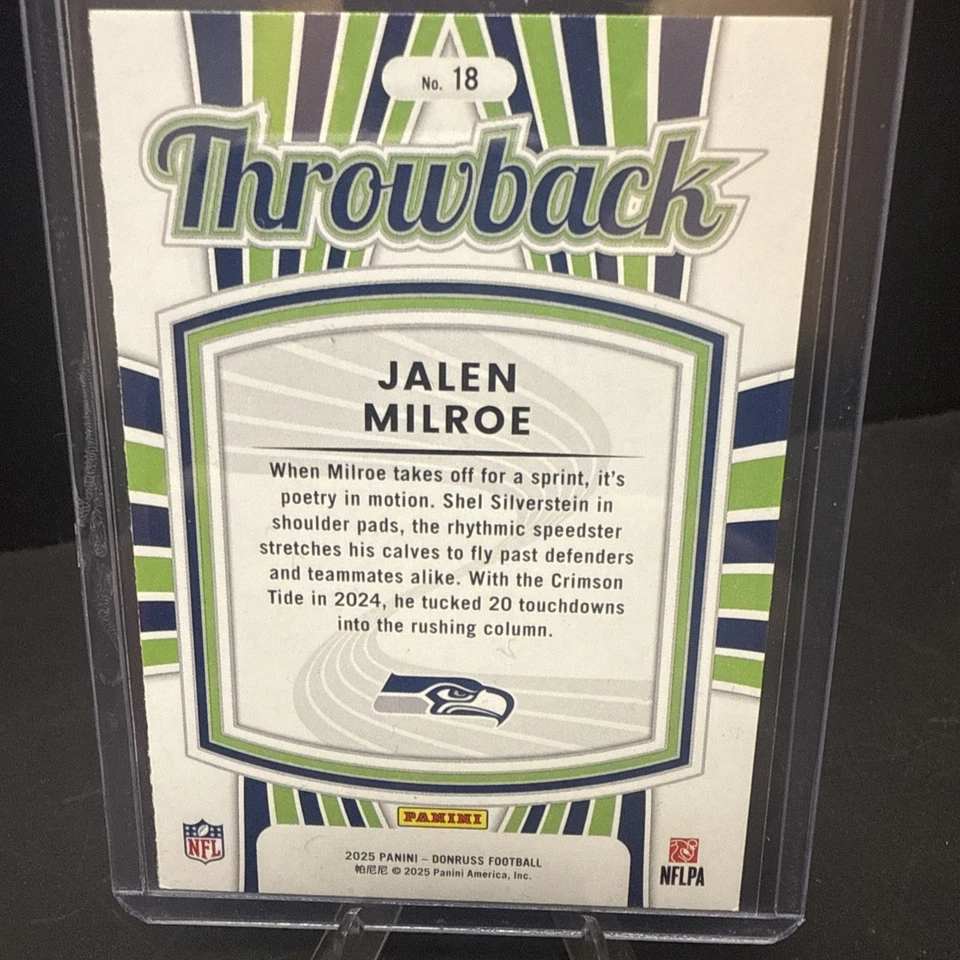 No. 18
Throwback
JALEN
MILROE
When Milroe takes off for a sprint, it's
poetry in motion. Shel Silverstein in
shoulder pads, the rhythmic speedster
stretches his calves to fly past defenders
and teammates alike. With the Crimson
Tide in 2024, he tucked 20 touchdowns
into the rushing column.
PANINI
NFL
2025 PANINI – DONRUSS FOOTBALL
帕尼尼 © 2025 Panini America, Inc.
NFLPA